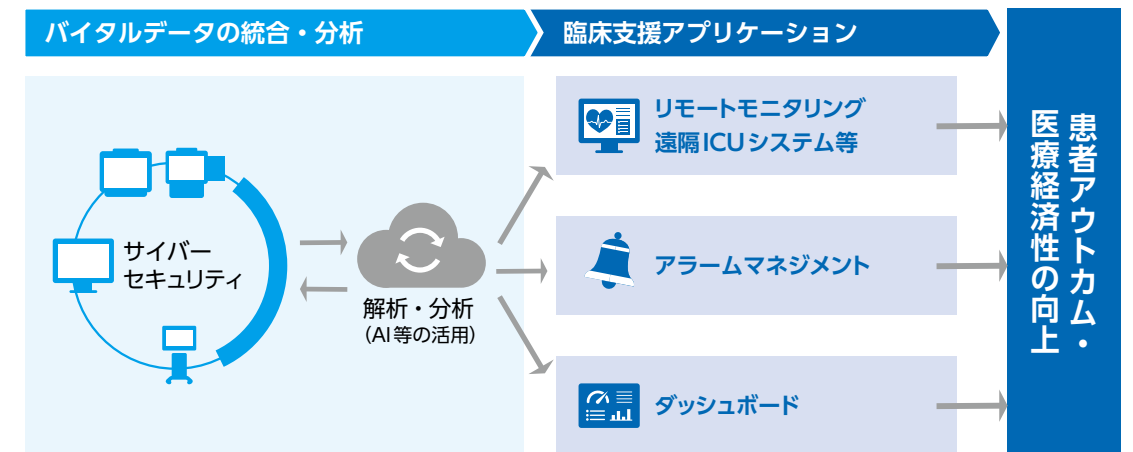 バイタルデータの統合・分析
臨床支援アプリケーション
サイバー
セキュリティ
解析・分析
(AI等の活用)
リモートモニタリング
遠隔ICUシステム等
アラームマネジメント
ダッシュボード
患者アウトカム・
医療経済性の向上